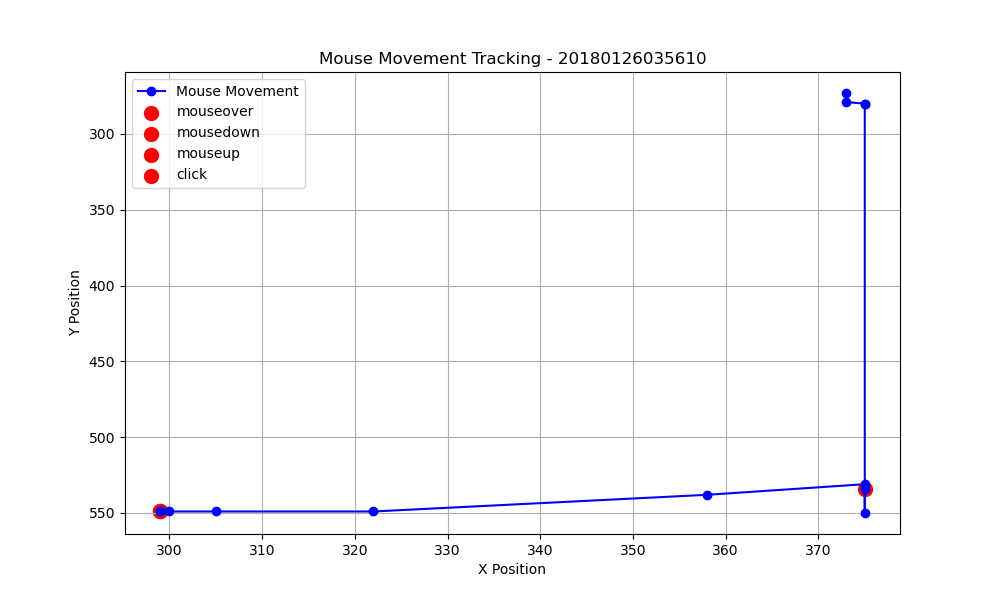 Mouse Movement Tracking - 20180126035610
Mouse Movement
mouseover
mousedown
mouseup
click
300
350
400
450
500
550
Y Position
300 310 320 330 340 350 360 370
X Position